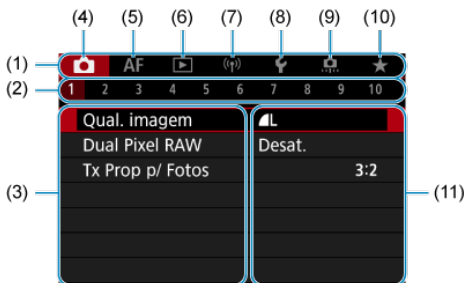 (4) (5) (6) (7) (8) (9) (10)
(1) AF
(2) 1 2 3 4 5 6 7 8 9 10
Qual. imagem L
Dual Pixel RAW Desat.
Tx Prop p/ Fotos 3:2
(3) (11)